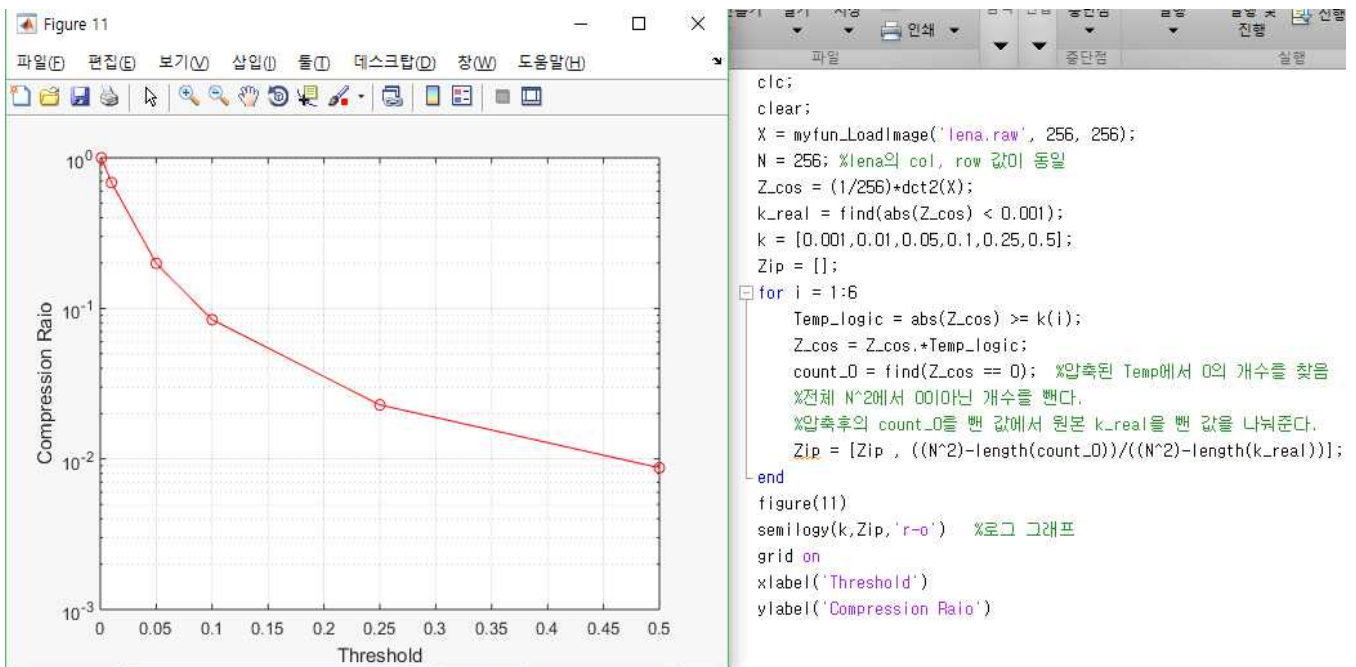 Figure 11
파일(F) 편집(E) 보기(V) 삽입(I) 툴(T) 데스크탑(D) 창(W) 도움말(H)
10^0
10^-1
10^-2
10^-3
Compression Raio
0 0.05 0.1 0.15 0.2 0.25 0.3 0.35 0.4 0.45 0.5
Threshold
인쇄
진행
파일 중단점 실행
clc;
clear;
X = myfun_LoadImage('lena.raw', 256, 256);
N = 256; %lena의 col, row 값이 동일
Z_cos = (1/256)*dct2(X);
k_real = find(abs(Z_cos) < 0.001);
k = [0.001,0.01,0.05,0.1,0.25,0.5];
Zip = [];
for i = 1:6
Temp_logic = abs(Z_cos) >= k(i);
Z_cos = Z_cos.*Temp_logic;
count_0 = find(Z_cos == 0); %압축된 Temp에서 0의 개수를 찾음
%전체 N^2에서 0이아닌 개수를 뺀다.
%압축후의 count_0를 뺀 값에서 원본 k_real을 뺀 값을 나눠준다.
Zip = [Zip , ((N^2)-length(count_0))/((N^2)-length(k_real))];
end
figure(11)
semilogy(k,Zip,'r-o') %로그 그래프
grid on
xlabel('Threshold')
ylabel('Compression Raio')